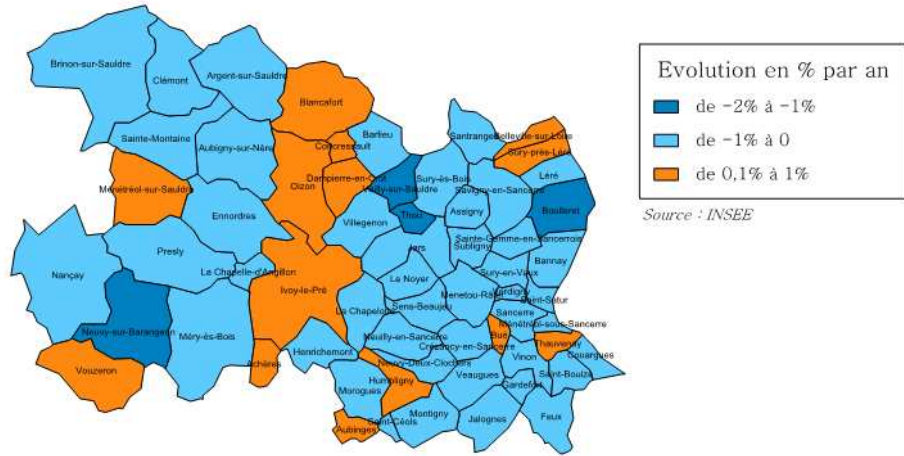 Brinon-sur-Sauldre
Clémont
Argent-sur-Sauldre
Blancafort
Sainte-Montaine
Aubigny-sur-Nère
Concressault
Barlieu
Santranges
Belleville-sur-Loire
Sury-près-Léré
Ménétréol-sur-Sauldre
Oizon
Dampierre-en-Crot
Vailly-sur-Sauldre
Sury-ès-Bois
Savigny-en-Sancerre
Léré
Ennordres
Villegenon
Thou
Assigny
Boulleret
Presly
Jars
Subligny
Sainte-Gemme-en-Sancerrois
Nançay
La Chapelle-d'Angillon
Ivoy-le-Pré
Le Noyer
Sury-en-Vaux
Bannay
Menetou-Râtel
Verdigny
Saint-Satur
La Chapelotte
Sens-Beaujeu
Sancerre
Neuvy-sur-Barangeon
Méry-ès-Bois
Neuilly-en-Sancerre
Crézancy-en-Sancerre
Bué
Ménétréol-sous-Sancerre
Thauvenay
Couargues
Henrichemont
Achères
Neuvy-Deux-Clochers
Vinon
Vouzeron
Humbligny
Veaugues
Gardefort
Saint-Bouize
Morogues
Montigny
Jalognes
Feux
Aubinges
Saint-Céols
Evolution en % par an
de -2% à -1%
de -1% à 0
de 0,1% à 1%
Source : INSEE